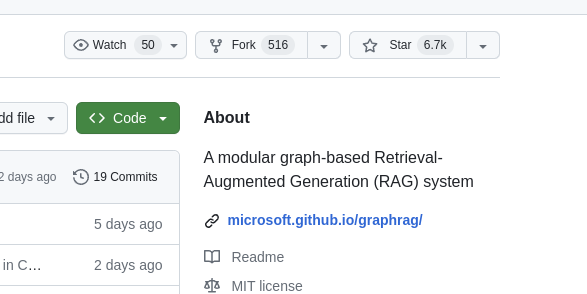 Watch 50
Fork 516
Star 6.7k
dd file
Code
About
A modular graph-based Retrieval-
Augmented Generation (RAG) system
2 days ago
19 Commits
5 days ago
microsoft.github.io/graphrag/
in C...
2 days ago
Readme
MIT license